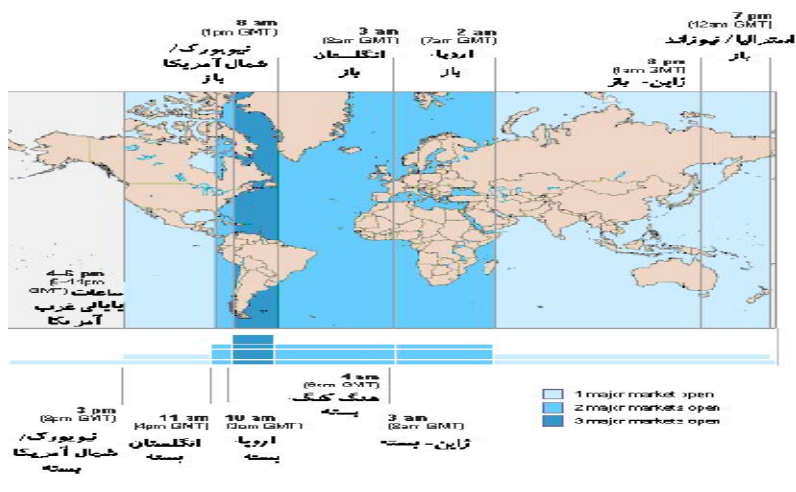 7 pm
(12am GMT)
استرالیا / نیوزلند
باز
8 am
(1pm GMT)
نیویورک/
شمال آمریکا
باز
3 am
(8am GMT)
انگلستان
باز
2 am
(7am GMT)
اروپا
باز
8 pm
(1am GMT)
ژاپن - باز
4-6 pm
ساعات
پایانی غرب
آمریکا
3 pm
(8pm GMT)
نیویورک/
شمال آمریکا
بسته
11 am
(4pm GMT)
انگلستان
بسته
10 am
(3am GMT)
اروپا
بسته
4 am
(9am GMT)
هنگ کنگ
بسته
3 am
(8am GMT)
ژاپن - بسته
1 major market open
2 major markets open
3 major markets open